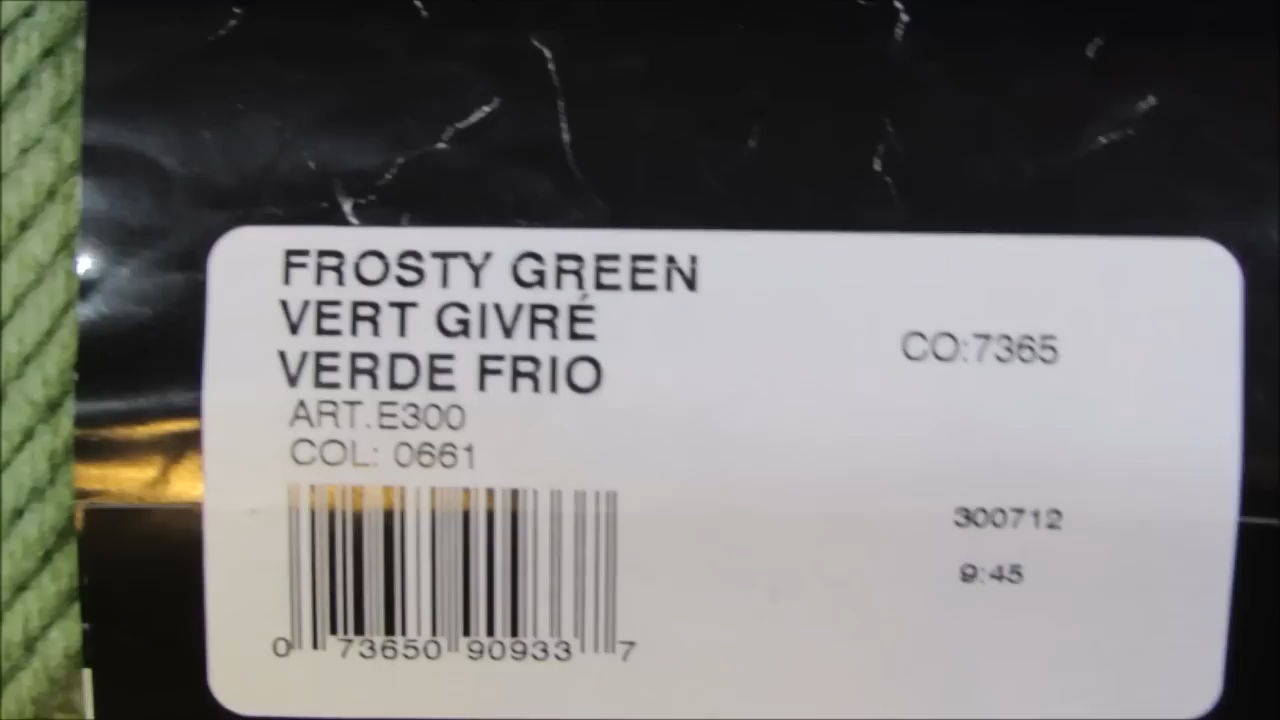 FROSTY GREEN
VERT GIVRÉ
VERDE FRIO
CO:7365
ART.E300
COL: 0661
300712
9:45
0 73650 90933 7